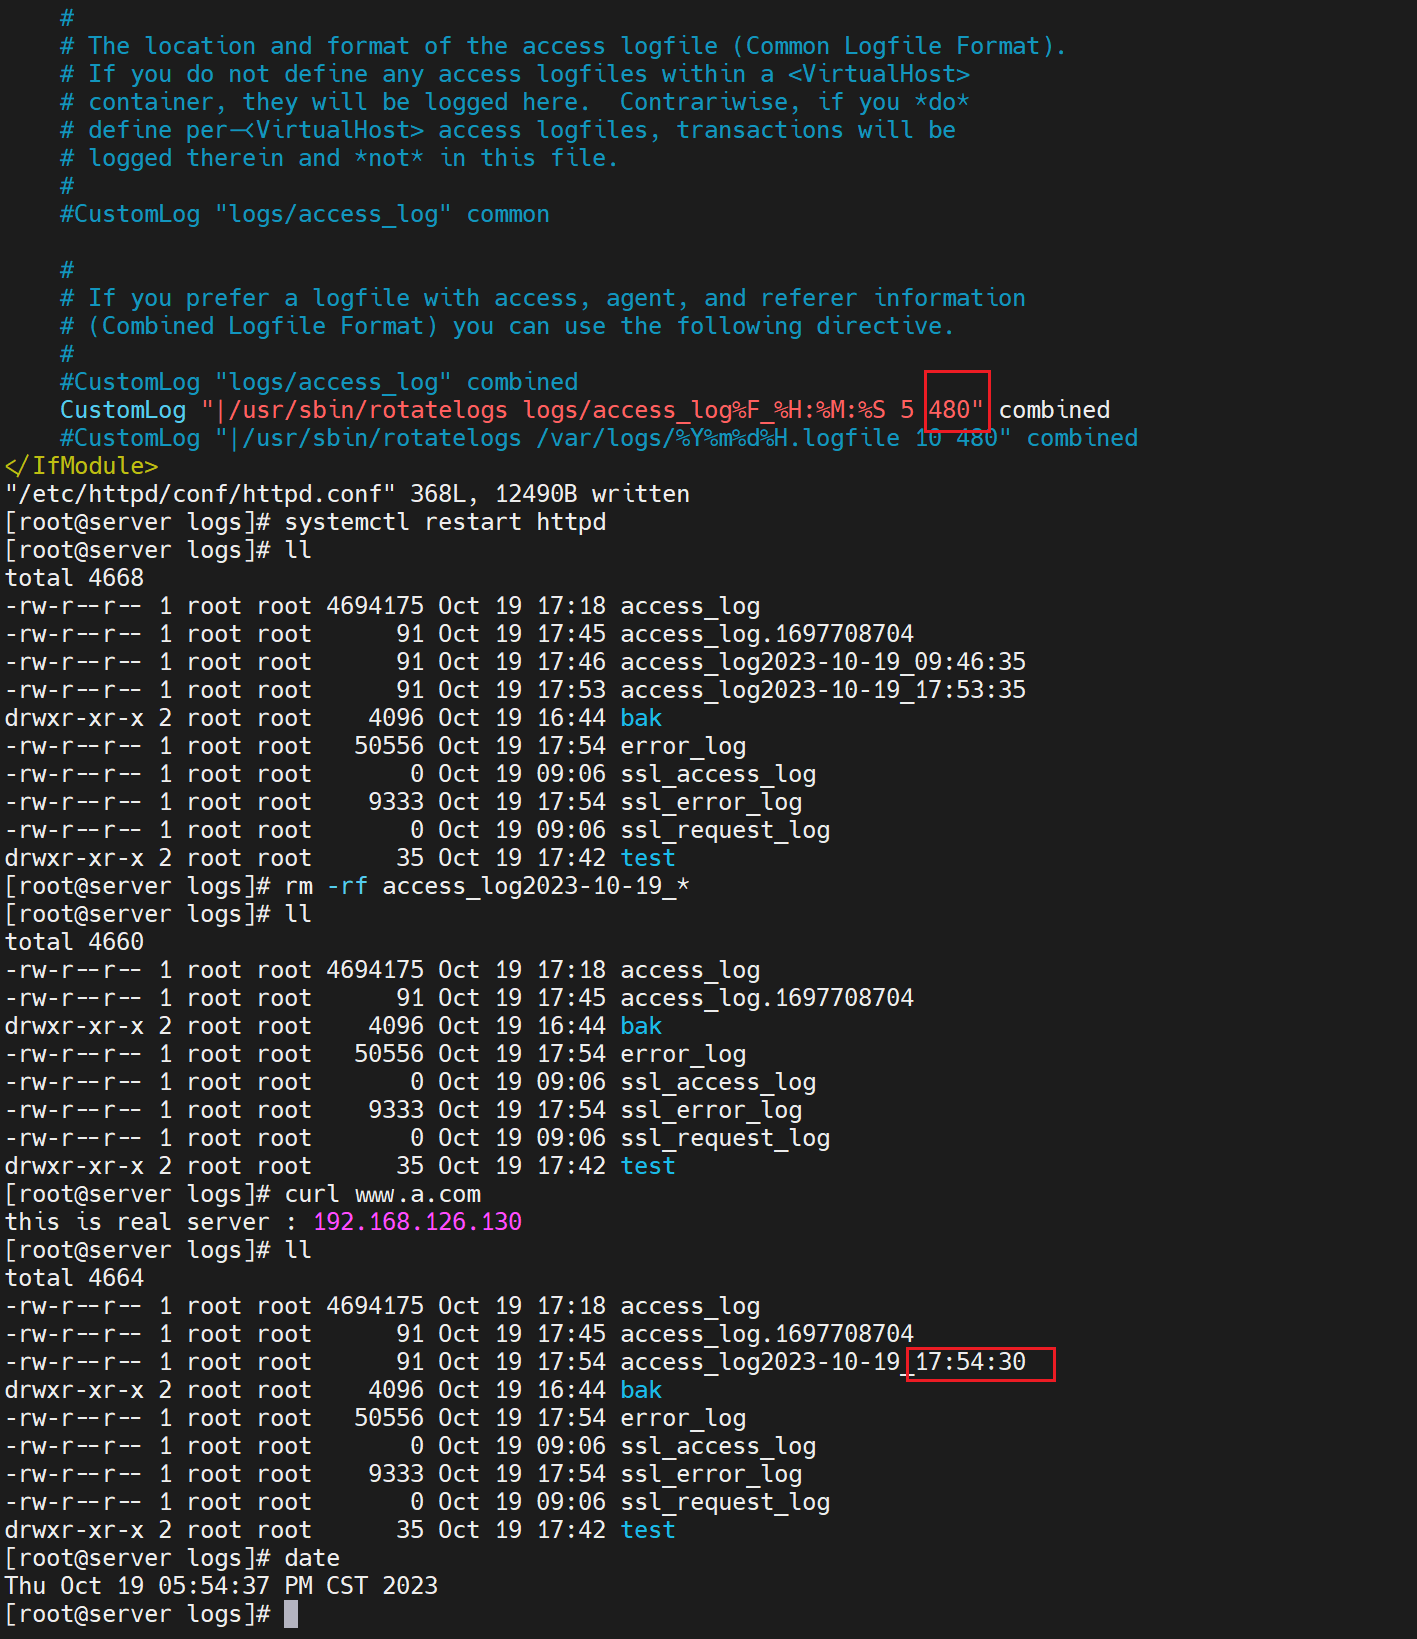 #
# The location and format of the access logfile (Common Logfile Format).
# If you do not define any access logfiles within a <VirtualHost>
# container, they will be logged here.  Contrariwise, if you *do*
# define per-<VirtualHost> access logfiles, transactions will be
# logged therein and *not* in this file.
#
#CustomLog "logs/access_log" common
#
# If you prefer a logfile with access, agent, and referer information
# (Combined Logfile Format) you can use the following directive.
#
#CustomLog "logs/access_log" combined
CustomLog "|/usr/sbin/rotatelogs logs/access_log%F_%H:%M:%S 5 480" combined
#CustomLog "|/usr/sbin/rotatelogs /var/logs/%Y%m%d%H.logfile 10 480" combined
</IfModule>
"/etc/httpd/conf/httpd.conf" 368L, 12490B written
[root@server logs]# systemctl restart httpd
[root@server logs]# ll
total 4668
-rw-r--r-- 1 root root 4694175 Oct 19 17:18 access_log
-rw-r--r-- 1 root root      91 Oct 19 17:45 access_log.1697708704
-rw-r--r-- 1 root root      91 Oct 19 17:46 access_log2023-10-19_09:46:35
-rw-r--r-- 1 root root      91 Oct 19 17:53 access_log2023-10-19_17:53:35
drwxr-xr-x 2 root root    4096 Oct 19 16:44 bak
-rw-r--r-- 1 root root   50556 Oct 19 17:54 error_log
-rw-r--r-- 1 root root       0 Oct 19 09:06 ssl_access_log
-rw-r--r-- 1 root root    9333 Oct 19 17:54 ssl_error_log
-rw-r--r-- 1 root root       0 Oct 19 09:06 ssl_request_log
drwxr-xr-x 2 root root      35 Oct 19 17:42 test
[root@server logs]# rm -rf access_log2023-10-19_*
[root@server logs]# ll
total 4660
-rw-r--r-- 1 root root 4694175 Oct 19 17:18 access_log
-rw-r--r-- 1 root root      91 Oct 19 17:45 access_log.1697708704
drwxr-xr-x 2 root root    4096 Oct 19 16:44 bak
-rw-r--r-- 1 root root   50556 Oct 19 17:54 error_log
-rw-r--r-- 1 root root       0 Oct 19 09:06 ssl_access_log
-rw-r--r-- 1 root root    9333 Oct 19 17:54 ssl_error_log
-rw-r--r-- 1 root root       0 Oct 19 09:06 ssl_request_log
drwxr-xr-x 2 root root      35 Oct 19 17:42 test
[root@server logs]# curl www.a.com
this is real server : 192.168.126.130
[root@server logs]# ll
total 4664
-rw-r--r-- 1 root root 4694175 Oct 19 17:18 access_log
-rw-r--r-- 1 root root      91 Oct 19 17:45 access_log.1697708704
-rw-r--r-- 1 root root      91 Oct 19 17:54 access_log2023-10-19_17:54:30
drwxr-xr-x 2 root root    4096 Oct 19 16:44 bak
-rw-r--r-- 1 root root   50556 Oct 19 17:54 error_log
-rw-r--r-- 1 root root       0 Oct 19 09:06 ssl_access_log
-rw-r--r-- 1 root root    9333 Oct 19 17:54 ssl_error_log
-rw-r--r-- 1 root root       0 Oct 19 09:06 ssl_request_log
drwxr-xr-x 2 root root      35 Oct 19 17:42 test
[root@server logs]# date
Thu Oct 19 05:54:37 PM CST 2023
[root@server logs]#